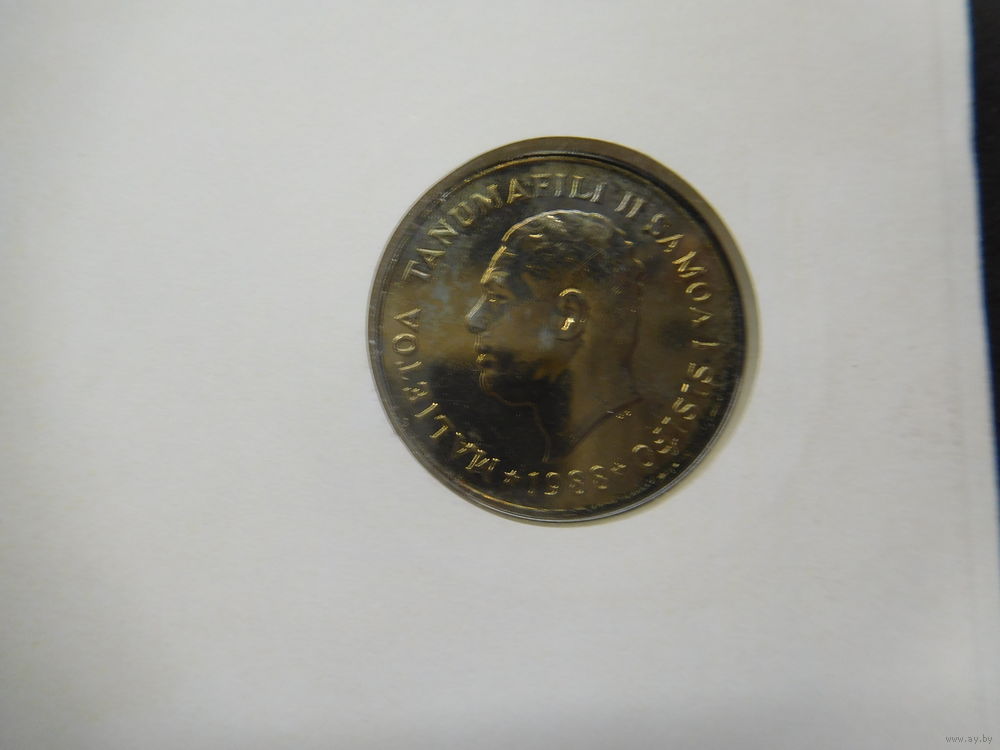 MALIETOA TANUMAFILI II SAMOA I SISIFO
* 1988 *
www.ay.by